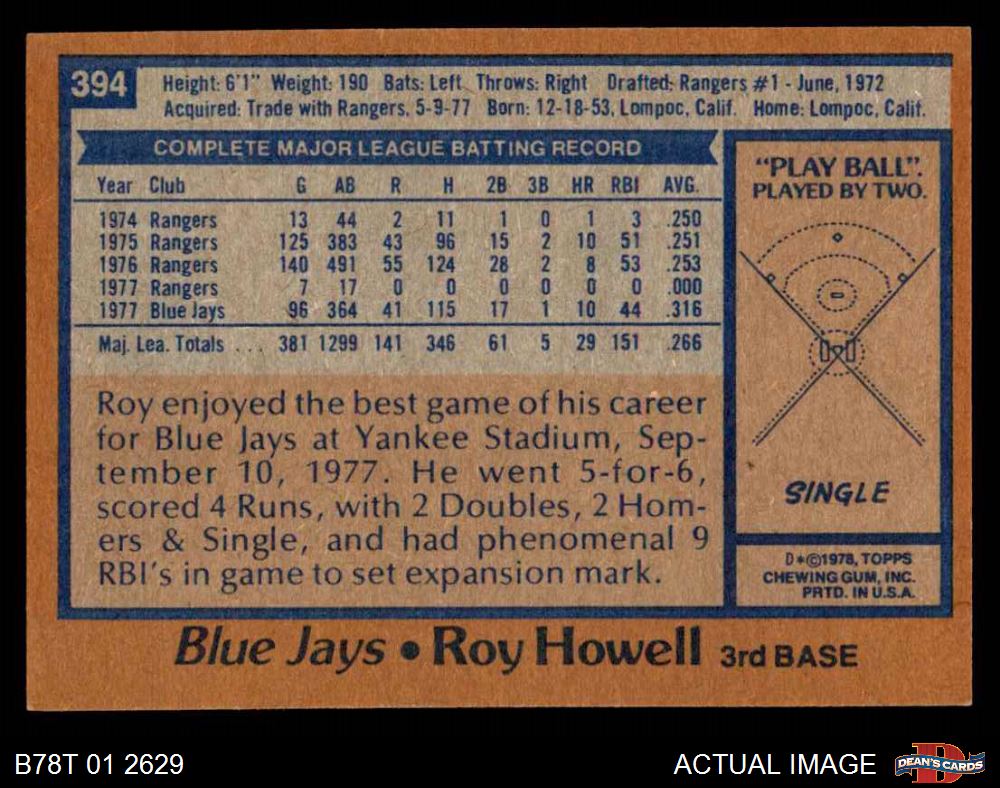 394
Height: 6'1" Weight: 190 Bats: Left Throws: Right Drafted: Rangers #1 - June, 1972
Acquired: Trade with Rangers, 5-9-77 Born: 12-18-53, Lompoc, Calif. Home: Lompoc, Calif.
COMPLETE MAJOR LEAGUE BATTING RECORD
Year Club G AB R H 2B 3B HR RBI AVG.
1974 Rangers 13 44 2 11 1 0 1 3 .250
1975 Rangers 125 383 43 96 15 2 10 51 .251
1976 Rangers 140 491 55 124 28 2 8 53 .253
1977 Rangers 7 17 0 0 0 0 0 0 .000
1977 Blue Jays 96 364 41 115 17 1 10 44 .316
Maj. Lea. Totals ... 381 1299 141 346 61 5 29 151 .266
Roy enjoyed the best game of his career
for Blue Jays at Yankee Stadium, Sep-
tember 10, 1977. He went 5-for-6,
scored 4 Runs, with 2 Doubles, 2 Hom-
ers & Single, and had phenomenal 9
RBI's in game to set expansion mark.
"PLAY BALL".
PLAYED BY TWO.
SINGLE
D*©1978, TOPPS
CHEWING GUM, INC.
PRTD. IN U.S.A.
Blue Jays • Roy Howell 3rd BASE
B78T 01 2629
ACTUAL IMAGE
D
DEAN'S CARDS